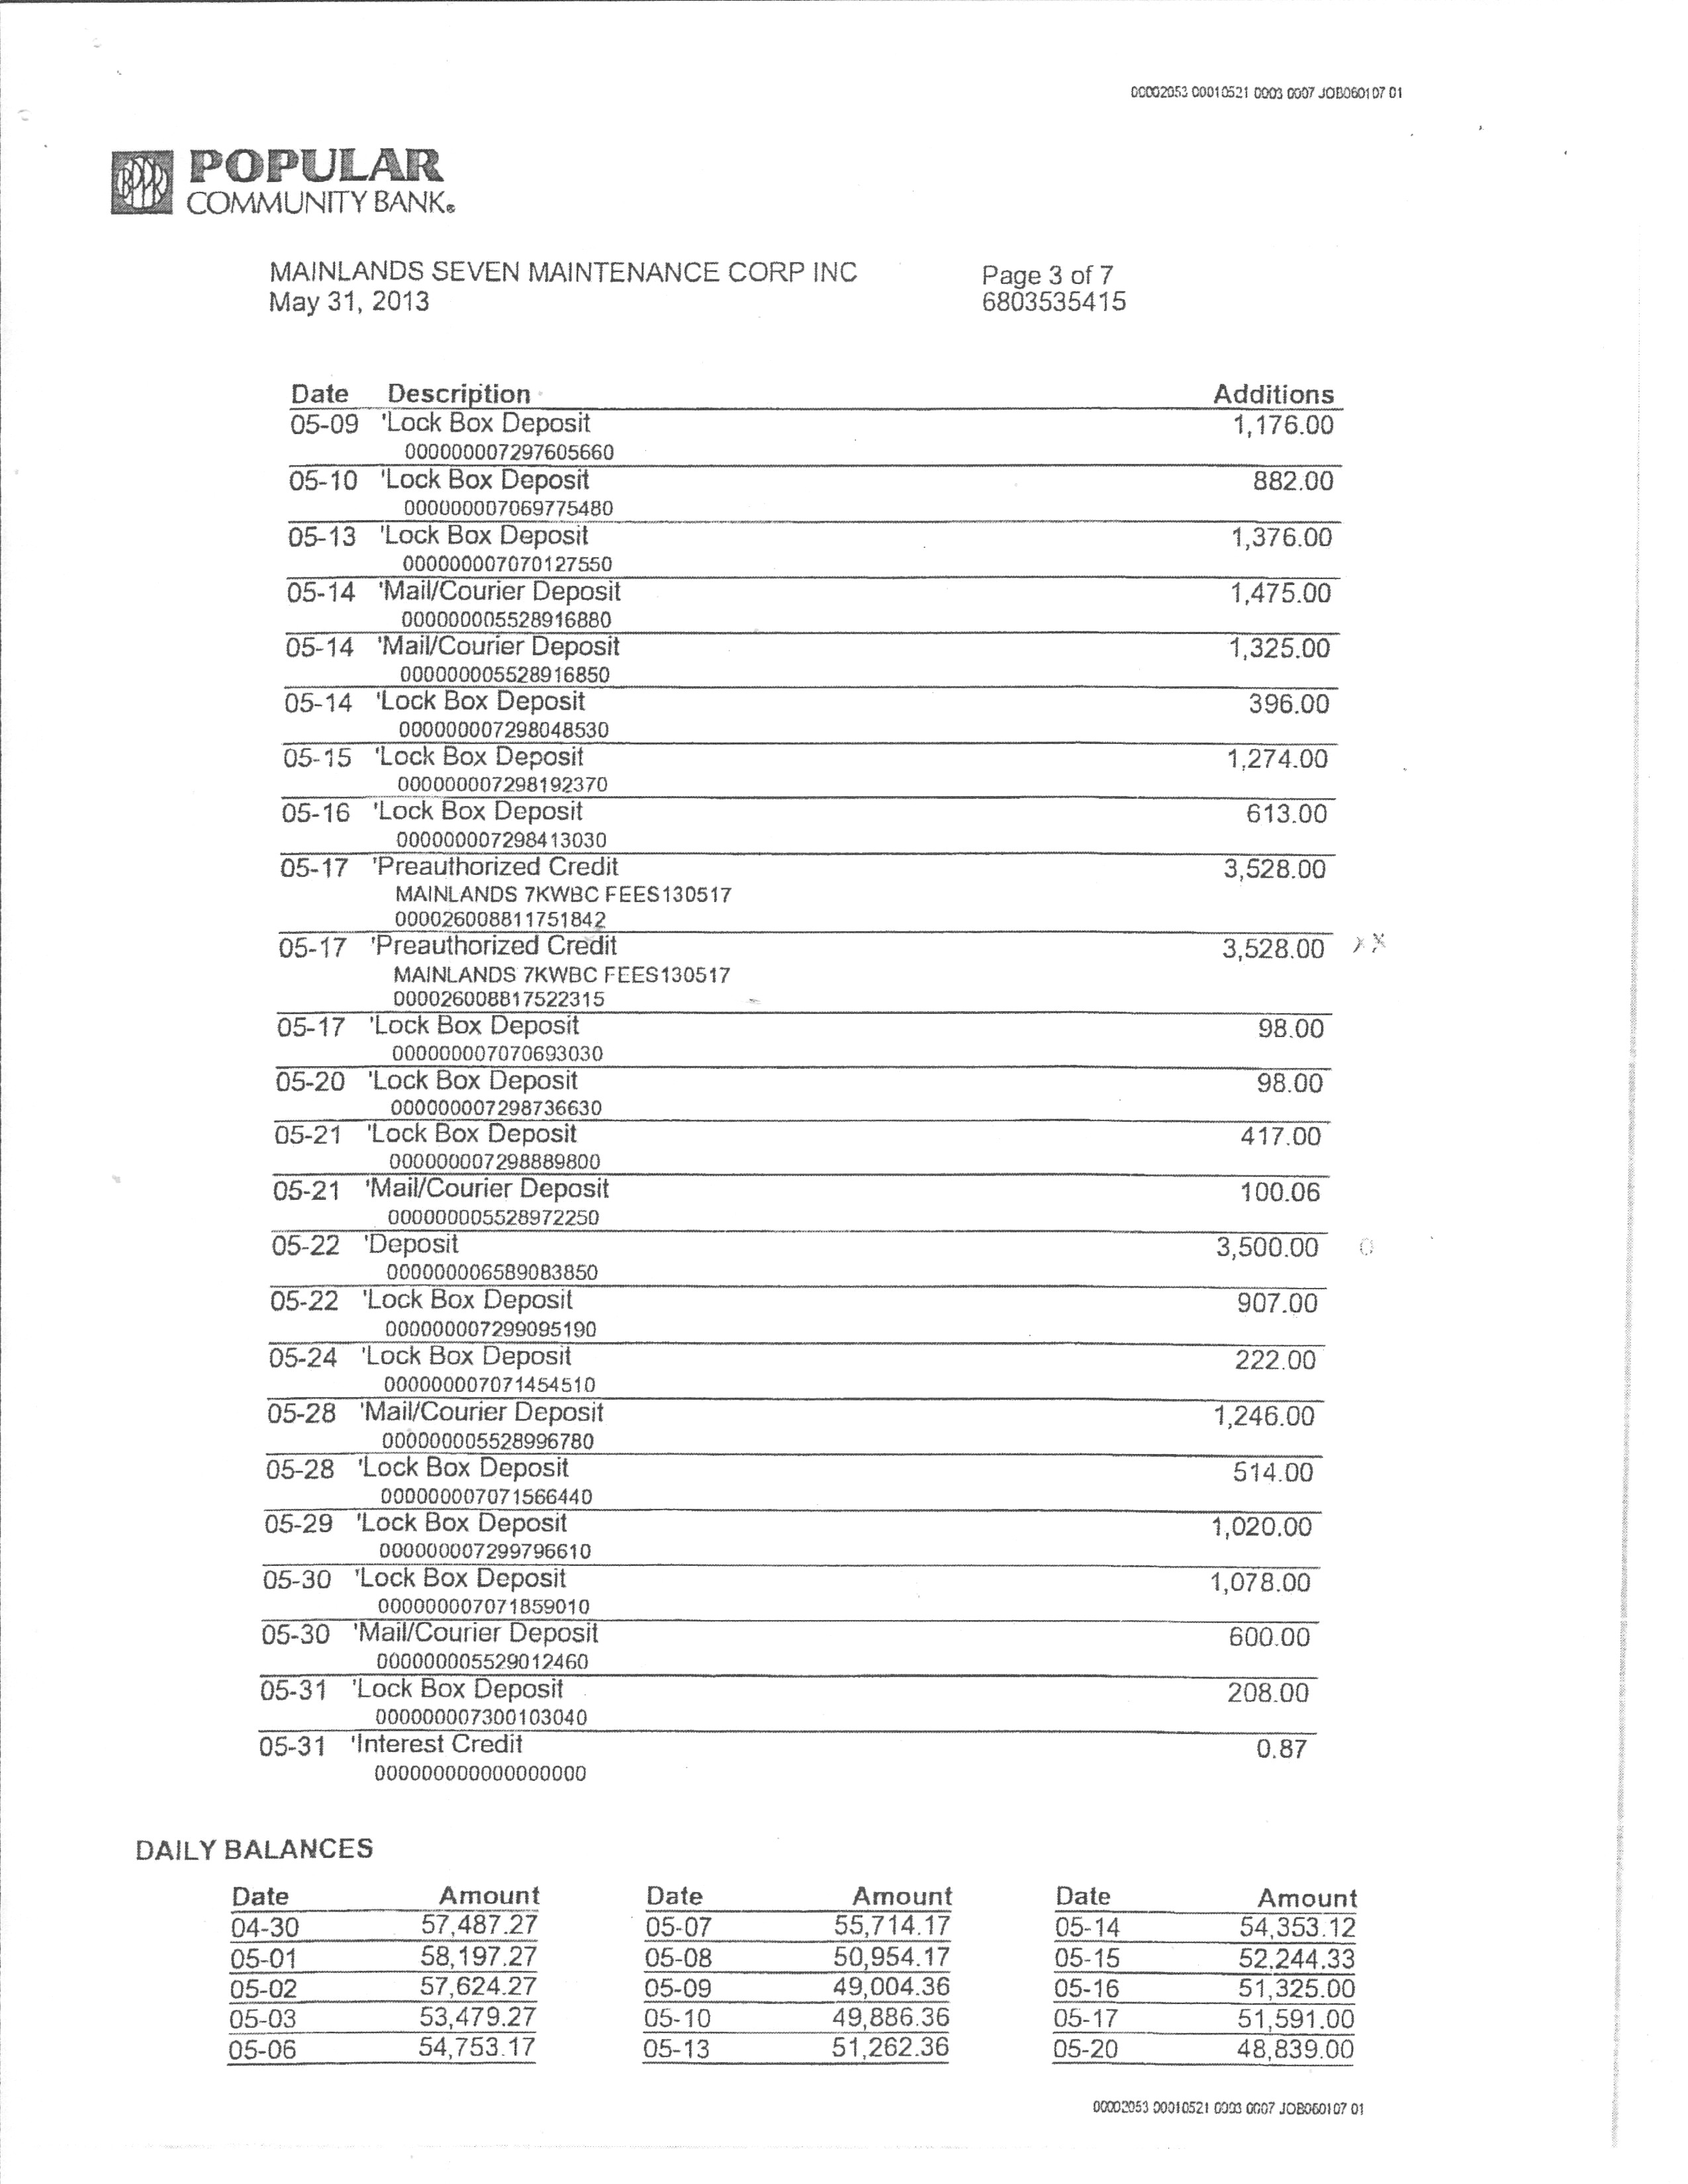 00002053 00010521 0003 0007 JOB060107 01
BPPR
POPULAR
COMMUNITY BANK®
MAINLANDS SEVEN MAINTENANCE CORP INC Page 3 of 7
May 31, 2013 6803535415
Date Description Additions
05-09 'Lock Box Deposit 1,176.00
000000007297605660
05-10 'Lock Box Deposit 882.00
000000007069775480
05-13 'Lock Box Deposit 1,376.00
000000007070127550
05-14 'Mail/Courier Deposit 1,475.00
000000005528916880
05-14 'Mail/Courier Deposit 1,325.00
000000005528916850
05-14 'Lock Box Deposit 396.00
000000007298048530
05-15 'Lock Box Deposit 1,274.00
000000007298192370
05-16 'Lock Box Deposit 613.00
000000007298413030
05-17 'Preauthorized Credit 3,528.00
MAINLANDS 7KWBC FEES130517
000026008811751842
05-17 'Preauthorized Credit 3,528.00 x x
MAINLANDS 7KWBC FEES130517
000026008817522315
05-17 'Lock Box Deposit 98.00
000000007070693030
05-20 'Lock Box Deposit 98.00
000000007298736630
05-21 'Lock Box Deposit 417.00
000000007298889800
05-21 'Mail/Courier Deposit 100.06
000000005528972250
05-22 'Deposit 3,500.00
000000006589083850
05-22 'Lock Box Deposit 907.00
000000007299095190
05-24 'Lock Box Deposit 222.00
000000007071454510
05-28 'Mail/Courier Deposit 1,246.00
000000005528996780
05-28 'Lock Box Deposit 514.00
000000007071566440
05-29 'Lock Box Deposit 1,020.00
000000007299796610
05-30 'Lock Box Deposit 1,078.00
000000007071859010
05-30 'Mail/Courier Deposit 600.00
000000005529012460
05-31 'Lock Box Deposit 208.00
000000007300103040
05-31 'Interest Credit 0.87
000000000000000000
DAILY BALANCES
Date Amount Date Amount Date Amount
04-30 57,487.27 05-07 55,714.17 05-14 54,353.12
05-01 58,197.27 05-08 50,954.17 05-15 52,244.33
05-02 57,624.27 05-09 49,004.36 05-16 51,325.00
05-03 53,479.27 05-10 49,886.36 05-17 51,591.00
05-06 54,753.17 05-13 51,262.36 05-20 48,839.00
00002053 00010521 0003 0007 JOB060107 01